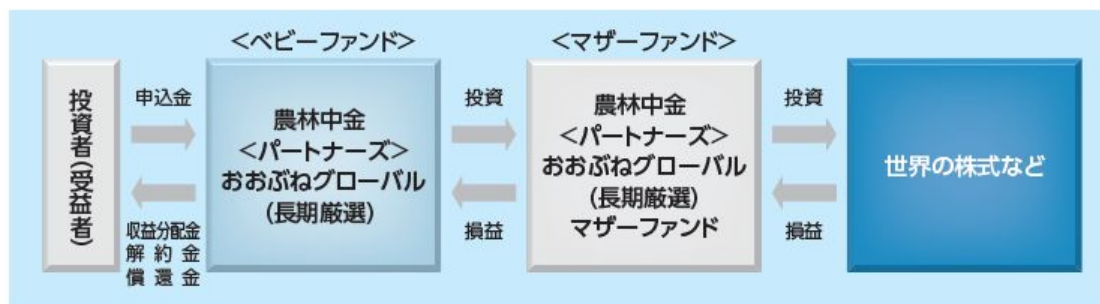 <ベビーファンド>
<マザーファンド>
投資者(受益者)
申込金
収益分配金
解約金
償還金
農林中金
<パートナーズ>
おおぶねグローバル
(長期厳選)
投資
損益
農林中金
<パートナーズ>
おおぶねグローバル
(長期厳選)
マザーファンド
投資
損益
世界の株式など